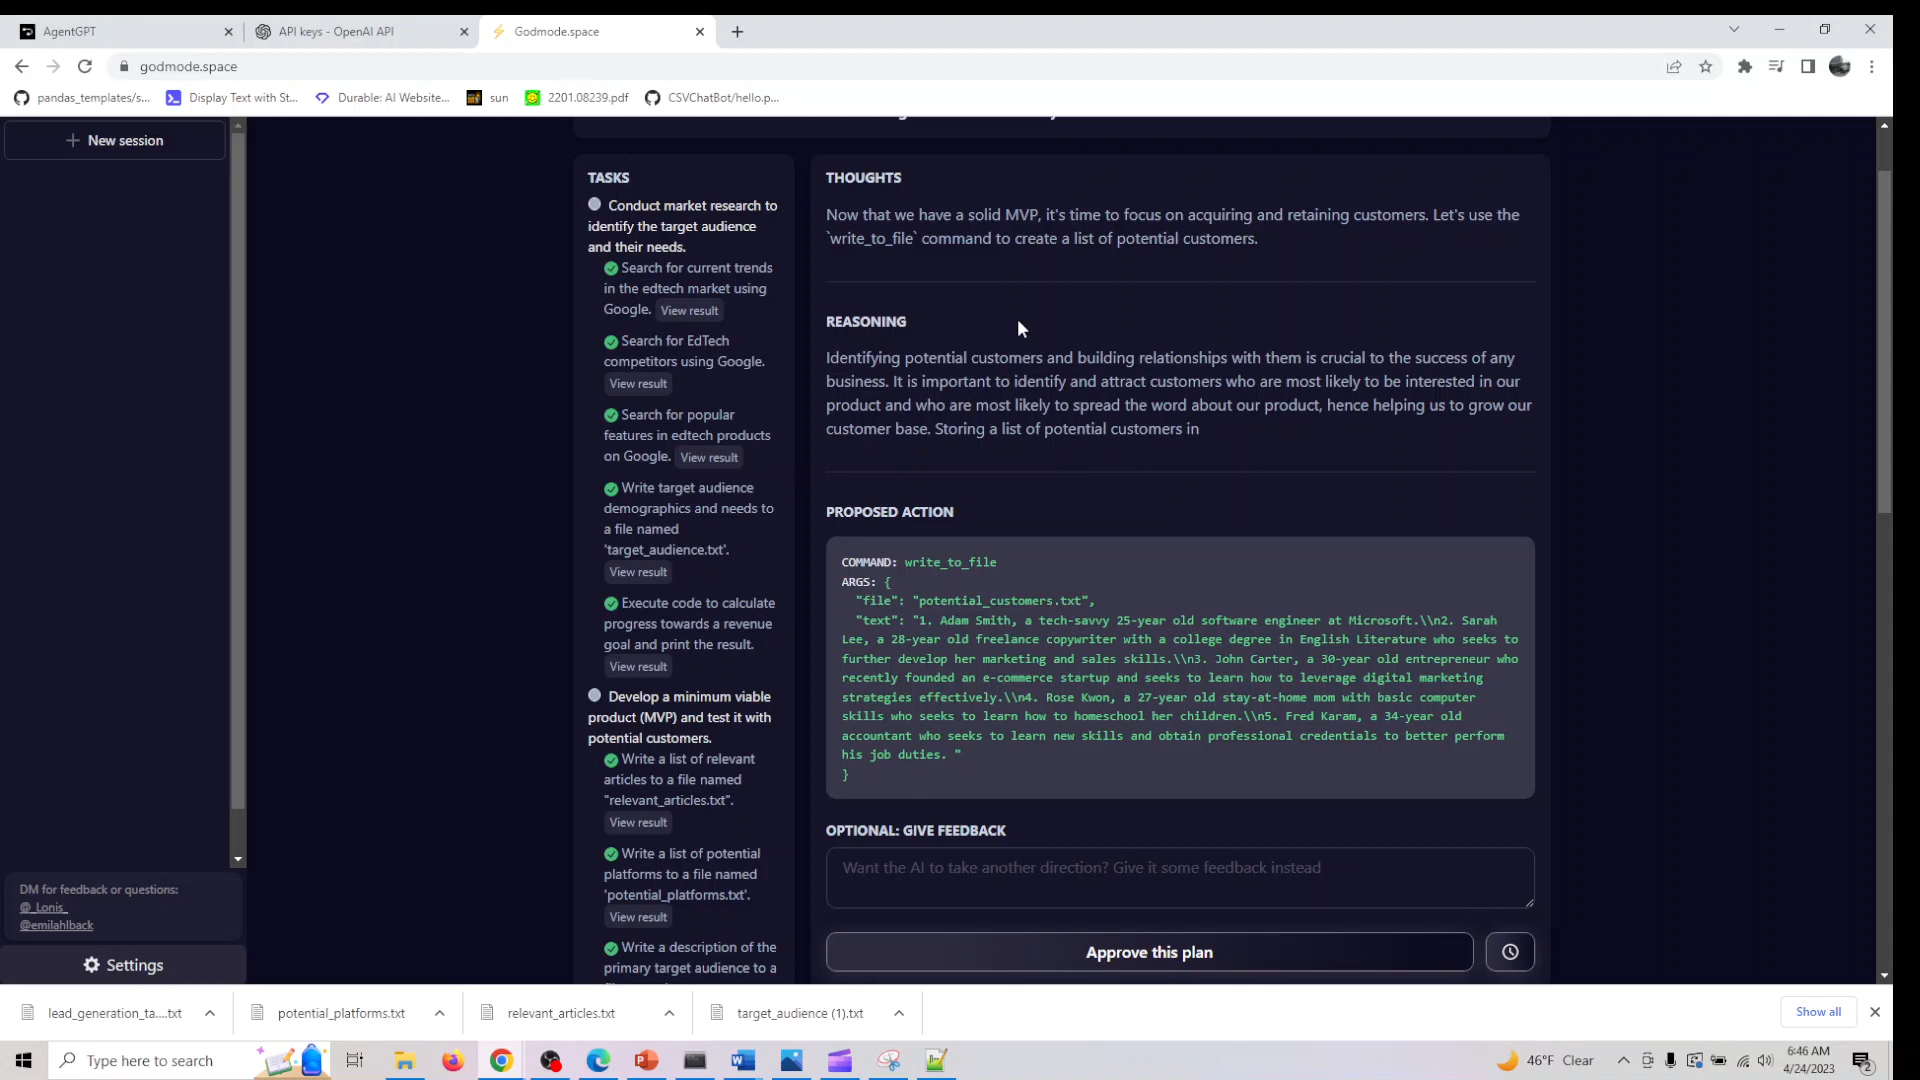 AgentGPT
API keys - OpenAI API
Godmode.space
godmode.space
pandas_templates/s...
Display Text with St...
Durable: AI Website...
sun
2201.08239.pdf
CSVChatBot/hello.p...
New session
TASKS
Conduct market research to
identify the target audience
and their needs.
Search for current trends
in the edtech market using
Google. View result
Search for EdTech
competitors using Google.
View result
Search for popular
features in edtech products
on Google. View result
Write target audience
demographics and needs to
a file named
'target_audience.txt'.
View result
Execute code to calculate
progress towards a revenue
goal and print the result.
View result
Develop a minimum viable
product (MVP) and test it with
potential customers.
Write a list of relevant
articles to a file named
"relevant_articles.txt".
View result
Write a list of potential
platforms to a file named
'potential_platforms.txt'.
View result
Write a description of the
primary target audience to a
THOUGHTS
Now that we have a solid MVP, it's time to focus on acquiring and retaining customers. Let's use the
`write_to_file` command to create a list of potential customers.
REASONING
Identifying potential customers and building relationships with them is crucial to the success of any
business. It is important to identify and attract customers who are most likely to be interested in our
product and who are most likely to spread the word about our product, hence helping us to grow our
customer base. Storing a list of potential customers in
PROPOSED ACTION
COMMAND: write_to_file
ARGS: {
"file": "potential_customers.txt",
"text": "1. Adam Smith, a tech-savvy 25-year old software engineer at Microsoft.\\n2. Sarah
Lee, a 28-year old freelance copywriter with a college degree in English Literature who seeks to
further develop her marketing and sales skills.\\n3. John Carter, a 30-year old entrepreneur who
recently founded an e-commerce startup and seeks to learn how to leverage digital marketing
strategies effectively.\\n4. Rose Kwon, a 27-year old stay-at-home mom with basic computer
skills who seeks to learn how to homeschool her children.\\n5. Fred Karam, a 34-year old
accountant who seeks to learn new skills and obtain professional credentials to better perform
his job duties. "
}
OPTIONAL: GIVE FEEDBACK
Want the AI to take another direction? Give it some feedback instead
Approve this plan
DM for feedback or questions:
@_Lonis_
@emilahlback
Settings
lead_generation_ta....txt
potential_platforms.txt
relevant_articles.txt
target_audience (1).txt
Show all
Type here to search
46°F Clear
6:46 AM
4/24/2023
2